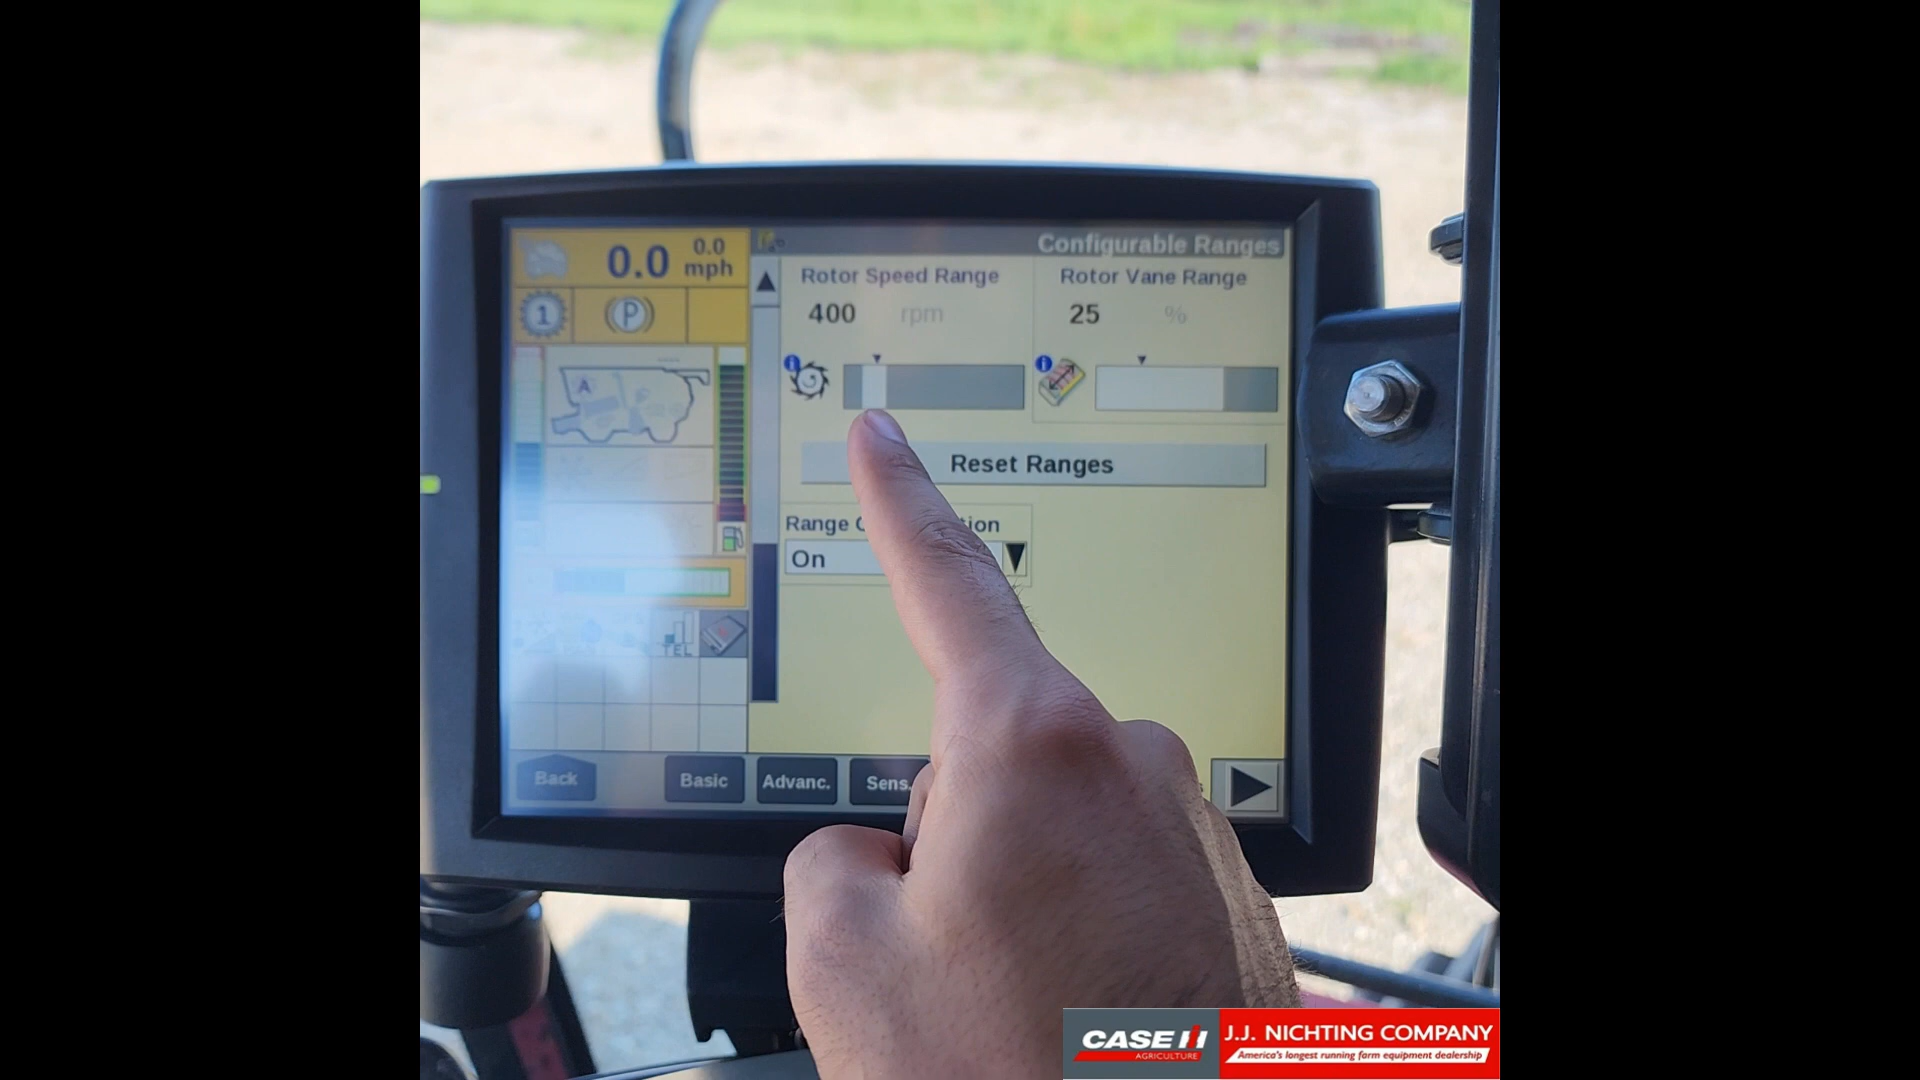 0.0
0.0
mph
1
P
A
TEL
Configurable Ranges
Rotor Speed Range
400 rpm
Rotor Vane Range
25 %
Reset Ranges
Range
On
Back
Basic
Advanc.
Sens.
CASE IH
AGRICULTURE
J.J. NICHTING COMPANY
America's longest running farm equipment dealership